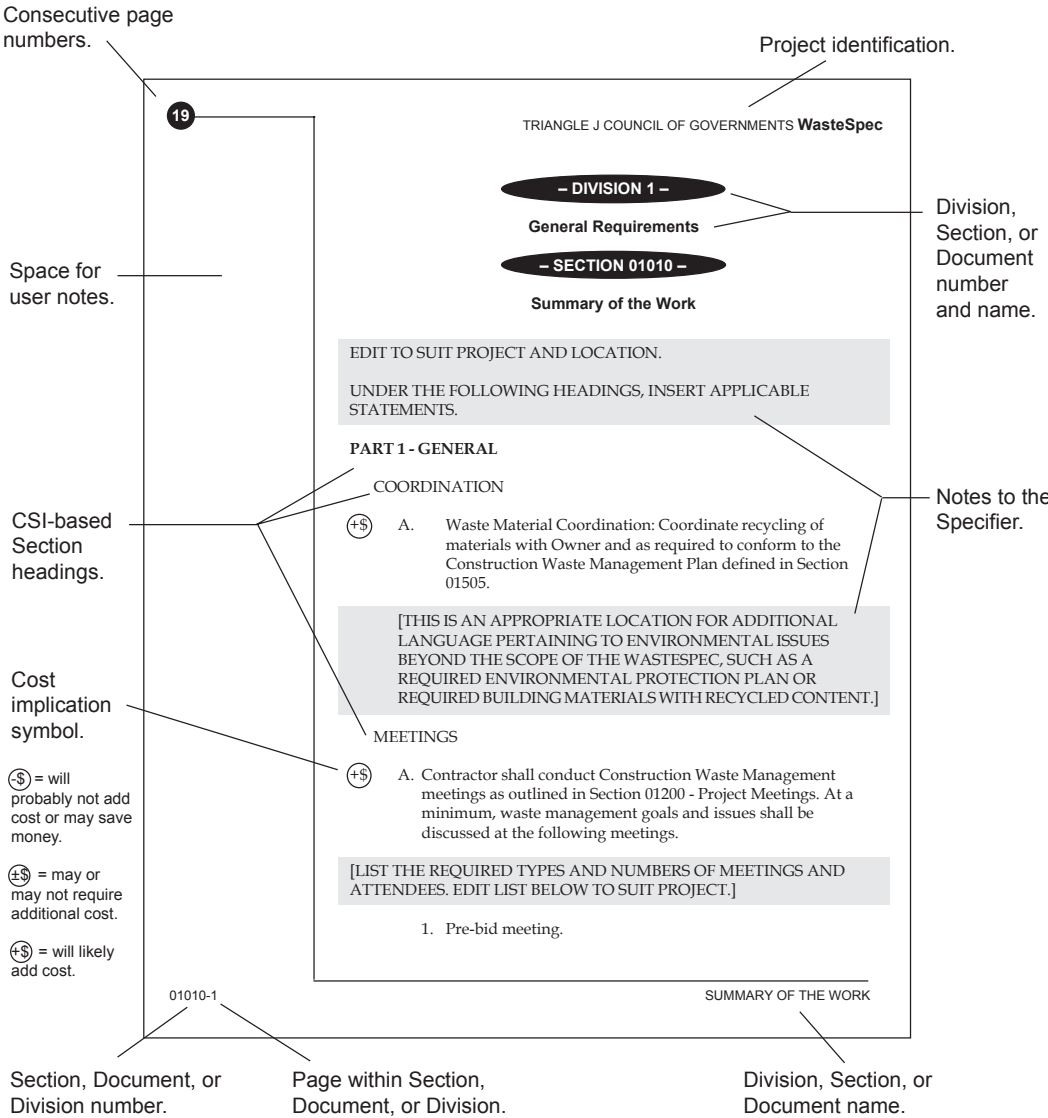 Consecutive page
numbers.
Project identification.
19
TRIANGLE J COUNCIL OF GOVERNMENTS WasteSpec
– DIVISION 1 –
General Requirements
– SECTION 01010 –
Summary of the Work
Division,
Section, or
Document
number
and name.
Space for
user notes.
EDIT TO SUIT PROJECT AND LOCATION.
UNDER THE FOLLOWING HEADINGS, INSERT APPLICABLE
STATEMENTS.
PART 1 - GENERAL
COORDINATION
Notes to the
Specifier.
CSI-based
Section
headings.
+$ A. Waste Material Coordination: Coordinate recycling of
materials with Owner and as required to conform to the
Construction Waste Management Plan defined in Section
01505.
[THIS IS AN APPROPRIATE LOCATION FOR ADDITIONAL
LANGUAGE PERTAINING TO ENVIRONMENTAL ISSUES
BEYOND THE SCOPE OF THE WASTESPEC, SUCH AS A
REQUIRED ENVIRONMENTAL PROTECTION PLAN OR
REQUIRED BUILDING MATERIALS WITH RECYCLED CONTENT.]
Cost
implication
symbol.
MEETINGS
+$ A. Contractor shall conduct Construction Waste Management
meetings as outlined in Section 01200 - Project Meetings. At a
minimum, waste management goals and issues shall be
discussed at the following meetings.
-$ = will
probably not add
cost or may save
money.
±$ = may or
may not require
additional cost.
+$ = will likely
add cost.
[LIST THE REQUIRED TYPES AND NUMBERS OF MEETINGS AND
ATTENDEES. EDIT LIST BELOW TO SUIT PROJECT.]
1. Pre-bid meeting.
01010-1
SUMMARY OF THE WORK
Section, Document, or
Division number.
Page within Section,
Document, or Division.
Division, Section, or
Document name.